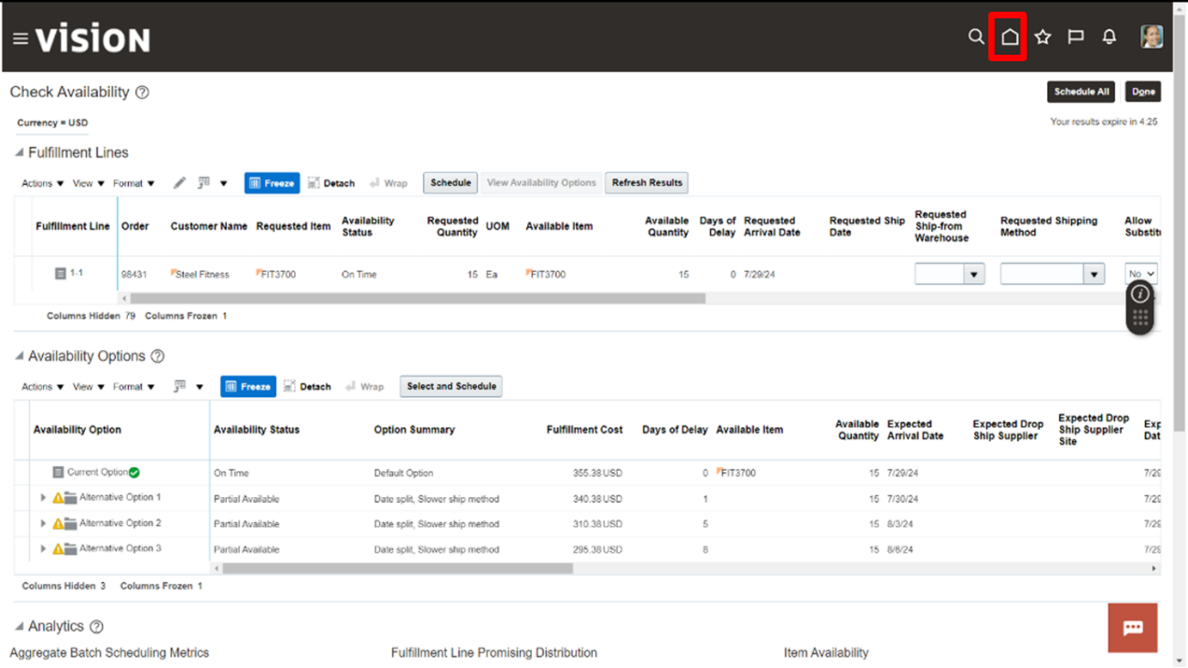 vision
Check Availability
Schedule All Done
Currency = USD
Your results expire in 4:25
Fulfillment Lines
Actions View Format Freeze Detach Wrap Schedule View Availability Options Refresh Results
Fulfillment Line Order Customer Name Requested Item Availability Status Requested Quantity UOM Available Item Available Quantity Days of Delay Requested Arrival Date Requested Ship Date Requested Ship-from Warehouse Requested Shipping Method Allow Substitu
1-1 98431 Steel Fitness FIT3700 On Time 15 Ea FIT3700 15 0 7/29/24 No
Columns Hidden 79 Columns Frozen 1
Availability Options
Actions View Format Freeze Detach Wrap Select and Schedule
Availability Option Availability Status Option Summary Fulfillment Cost Days of Delay Available Item Available Quantity Expected Arrival Date Expected Drop Ship Supplier Expected Drop Ship Supplier Site Exp Dat
Current Option On Time Default Option 355.38 USD 0 FIT3700 15 7/29/24 7/29
Alternative Option 1 Partial Available Date split, Slower ship method 340.38 USD 1 15 7/30/24 7/29
Alternative Option 2 Partial Available Date split, Slower ship method 310.38 USD 5 15 8/3/24 7/29
Alternative Option 3 Partial Available Date split, Slower ship method 295.38 USD 8 15 8/6/24 7/29
Columns Hidden 3 Columns Frozen 1
Analytics
Aggregate Batch Scheduling Metrics Fulfillment Line Promising Distribution Item Availability